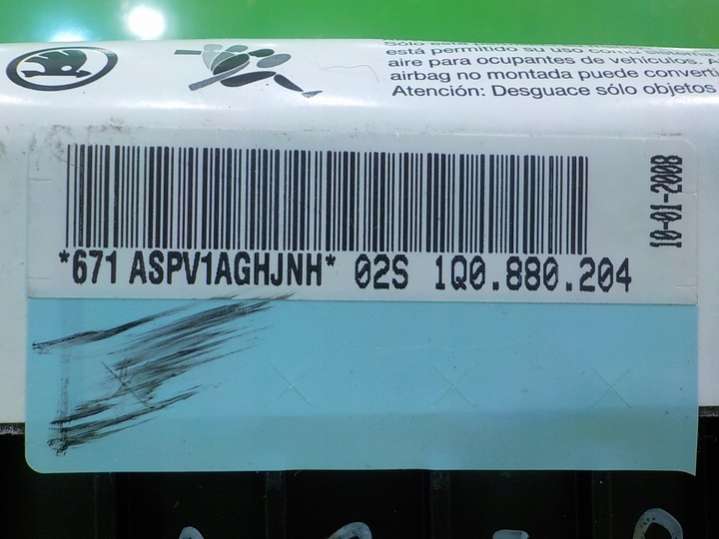 está permitido su uso como
aire para ocupantes de vehículos.
airbag no montada puede
Atención: Desguace sólo objetos
10-01-2008
*671 ASPV1AGHJNH* 02S 1Q0.880.204